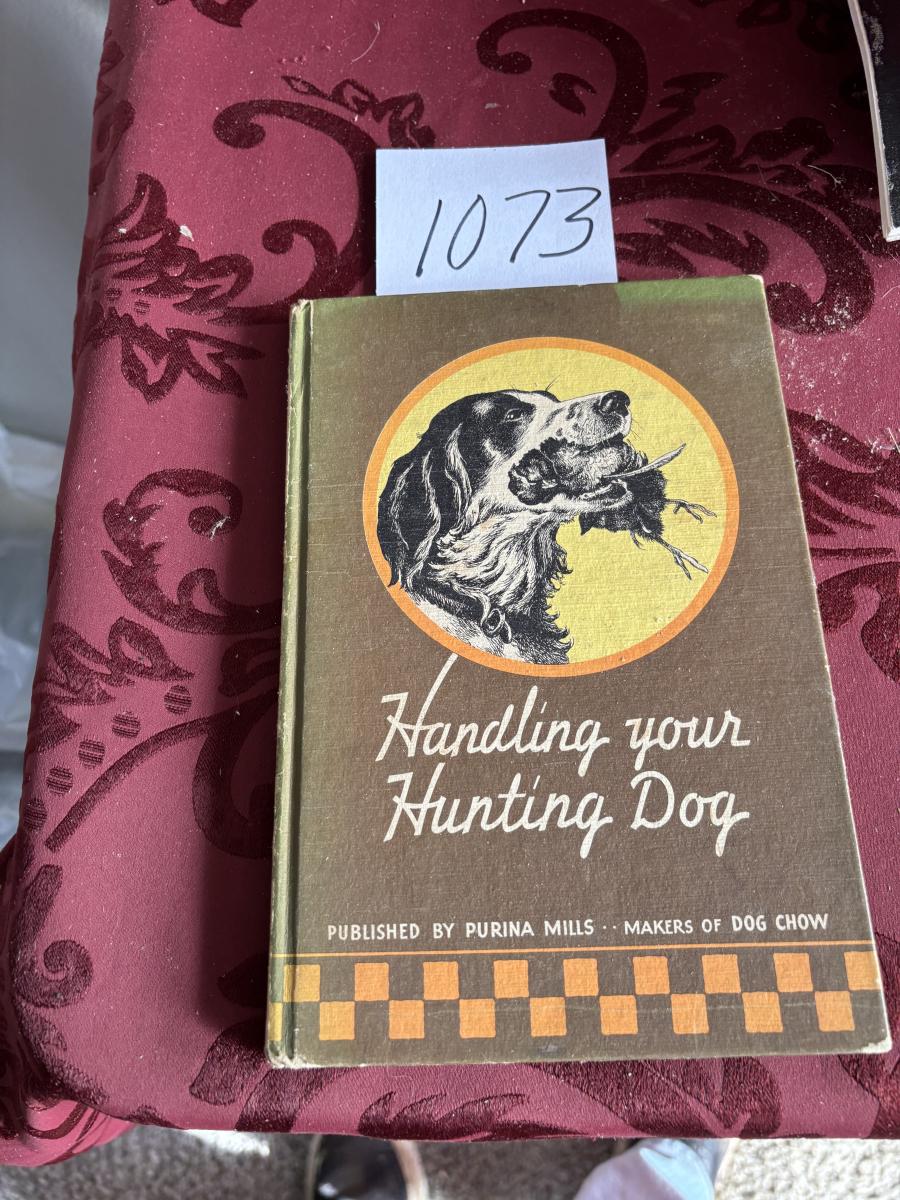 1073
Handling your
Hunting Dog
PUBLISHED BY PURINA MILLS·· MAKERS OF DOG CHOW